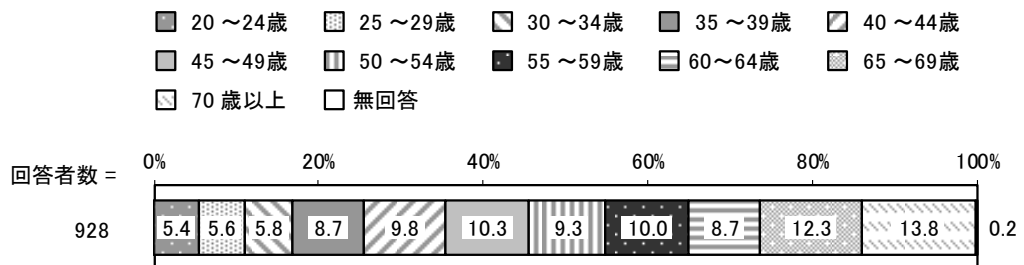 20 ～24歳 25 ～29歳 30 ～34歳 35 ～39歳 40 ～44歳
45 ～49歳 50 ～54歳 55 ～59歳 60～64歳 65 ～69歳
70 歳以上 無回答
0% 20% 40% 60% 80% 100%
回答者数 =
928 5.4 5.6 5.8 8.7 9.8 10.3 9.3 10.0 8.7 12.3 13.8 0.2